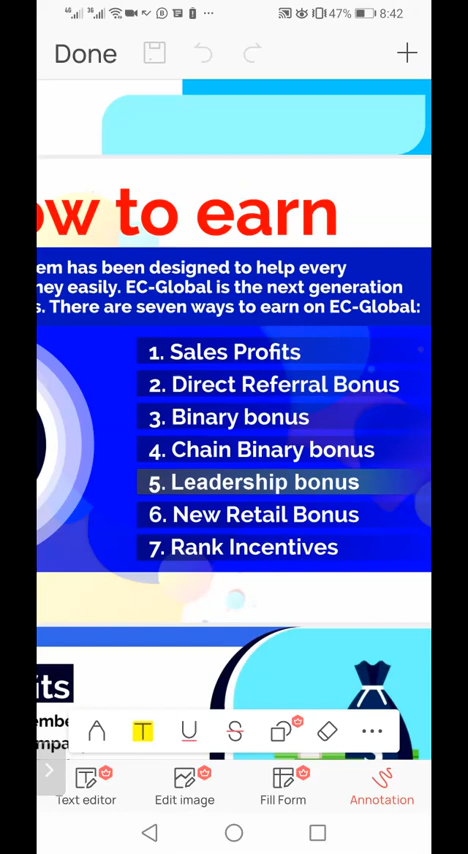 47% 8:42
Done
ow to earn
em has been designed to help every
ney easily. EC-Global is the next generation
s. There are seven ways to earn on EC-Global:
1. Sales Profits
2. Direct Referral Bonus
3. Binary bonus
4. Chain Binary bonus
5. Leadership bonus
6. New Retail Bonus
7. Rank Incentives
its
embe
mpa
Text editor Edit image Fill Form Annotation